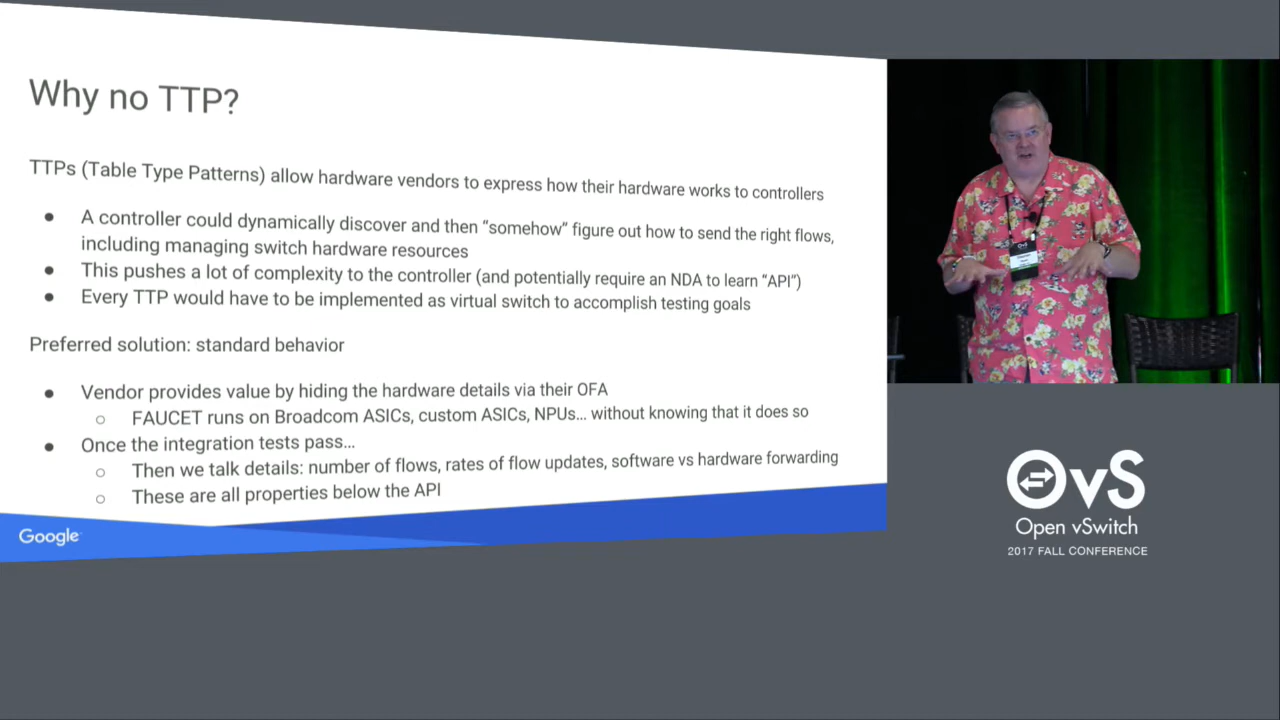 Why no TTP?
TTPs (Table Type Patterns) allow hardware vendors to express how their hardware works to controllers
● A controller could dynamically discover and then “somehow” figure out how to send the right flows,
including managing switch hardware resources
● This pushes a lot of complexity to the controller (and potentially require an NDA to learn “API”)
● Every TTP would have to be implemented as virtual switch to accomplish testing goals
Preferred solution: standard behavior
● Vendor provides value by hiding the hardware details via their OFA
○ FAUCET runs on Broadcom ASICs, custom ASICs, NPUs... without knowing that it does so
● Once the integration tests pass...
○ Then we talk details: number of flows, rates of flow updates, software vs hardware forwarding
○ These are all properties below the API
Google
OvS
Open vSwitch
2017 FALL CONFERENCE